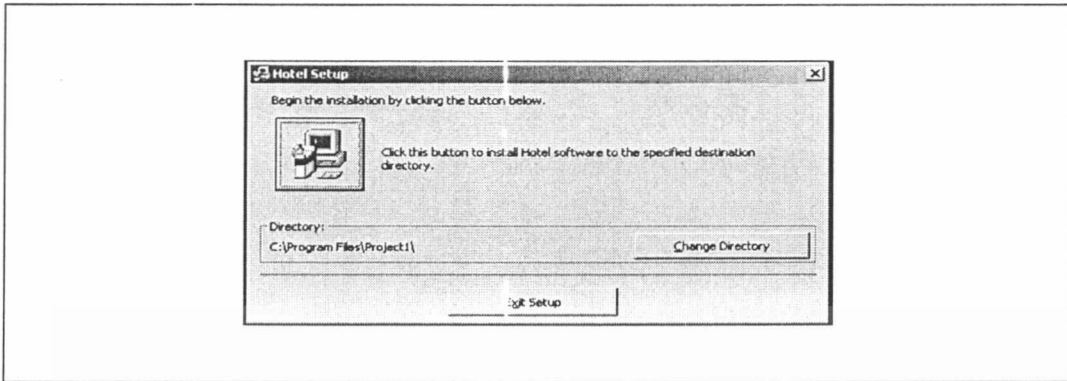 Hotel Setup
Begin the installation by clicking the button below.
Click this button to install Hotel software to the specified destination
directory.
Directory:
C:\Program Files\Project1\
Change Directory
Exit Setup